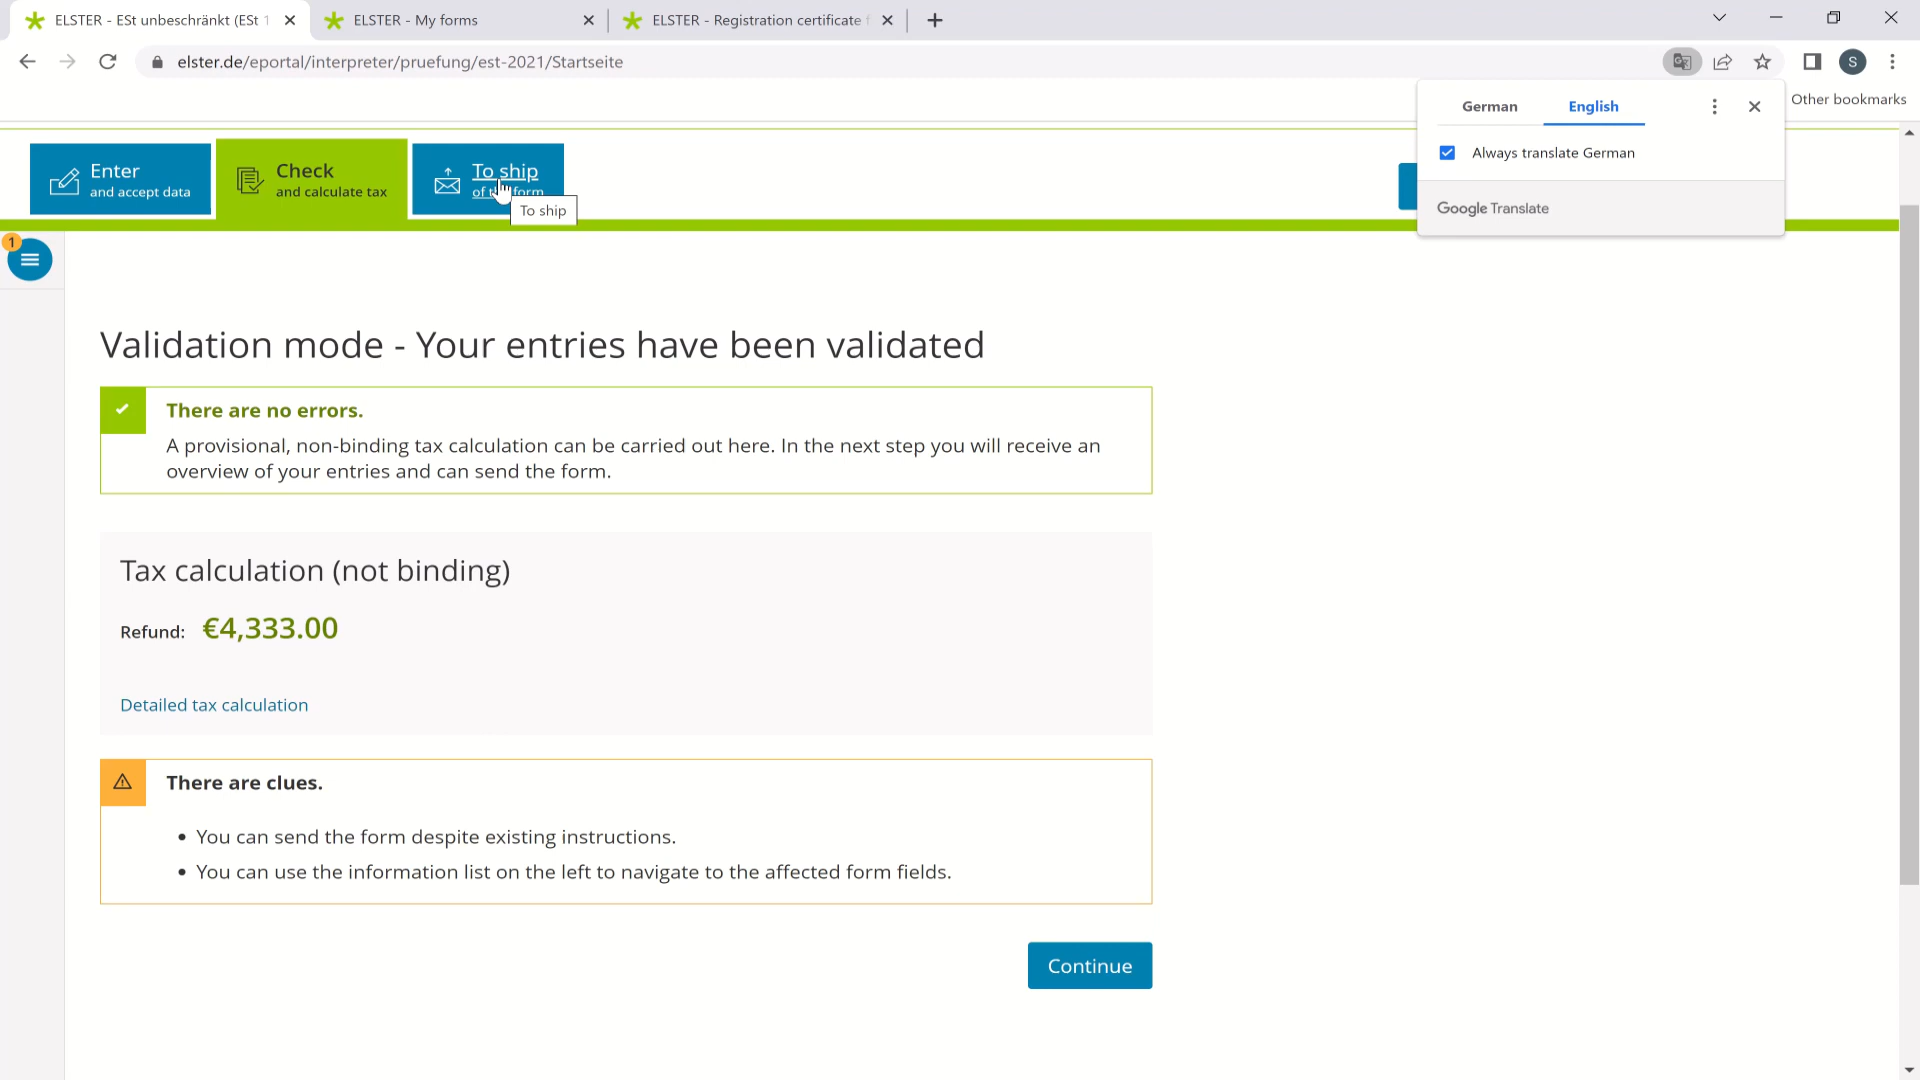 ELSTER - ESt unbeschränkt (ESt 1
ELSTER - My forms
ELSTER - Registration certificate f
elster.de/eportal/interpreter/pruefung/est-2021/Startseite
S
Other bookmarks
German
English
Always translate German
Google Translate
Enter
and accept data
Check
and calculate tax
To ship
of the form
To ship
1
Validation mode - Your entries have been validated
There are no errors.
A provisional, non-binding tax calculation can be carried out here. In the next step you will receive an
overview of your entries and can send the form.
Tax calculation (not binding)
Refund: €4,333.00
Detailed tax calculation
There are clues.
• You can send the form despite existing instructions.
• You can use the information list on the left to navigate to the affected form fields.
Continue